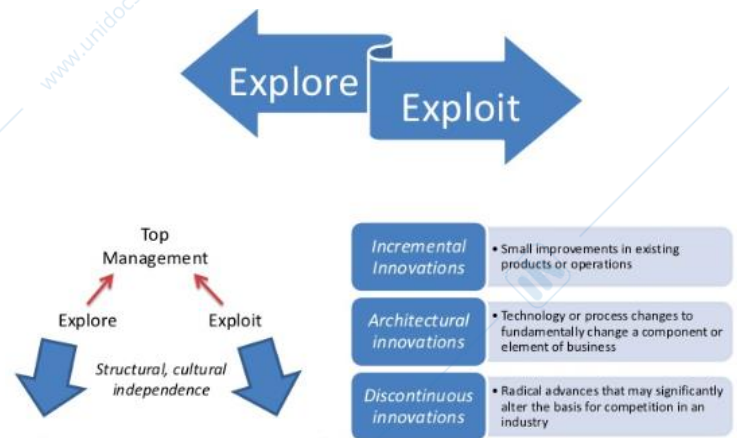 www.unidocs
Explore
Exploit
Top
Management
Explore
Exploit
Structural, cultural
independence
Incremental
Innovations
• Small improvements in existing
products or operations
Architectural
innovations
• Technology or process changes to
fundamentally change a component or
element of business
Discontinuous
innovations
• Radical advances that may significantly
alter the basis for competition in an
industry